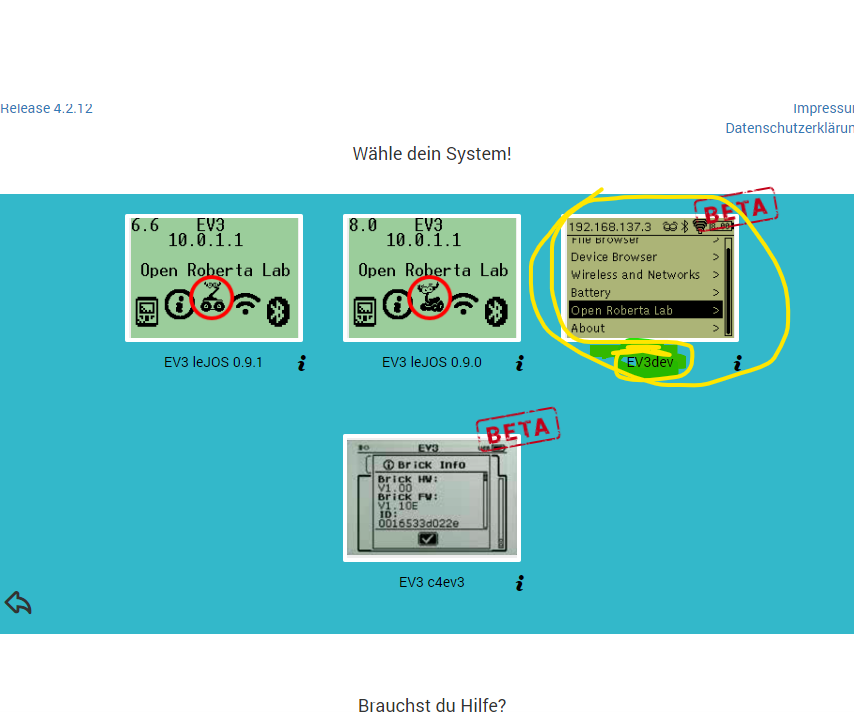 Release 4.2.12
Impressu
Datenschutzerklärun
Wähle dein System!
6.6 EV3
10.0.1.1
Open Roberta Lab
EV3 leJOS 0.9.1
8.0 EV3
10.0.1.1
Open Roberta Lab
EV3 leJOS 0.9.0
BETA
192.168.137.3
File Browser >
Device Browser >
Wireless and Networks >
Battery >
Open Roberta Lab >
About >
EV3dev
BETA
EV3
Brick Info
Brick HW:
V1.00
Brick FW:
V1.10E
ID:
0016533d022e
EV3 c4ev3
Brauchst du Hilfe?